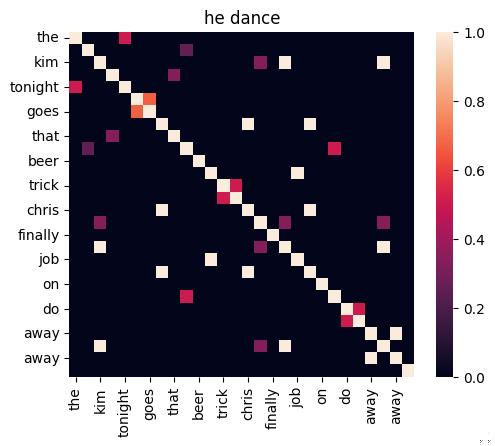 he dance
the
kim
tonight
goes
that
beer
trick
chris
finally
job
on
do
away
away
1.0
0.8
0.6
0.4
0.2
0.0
the
kim
tonight
goes
that
beer
trick
chris
finally
job
on
do
away
away